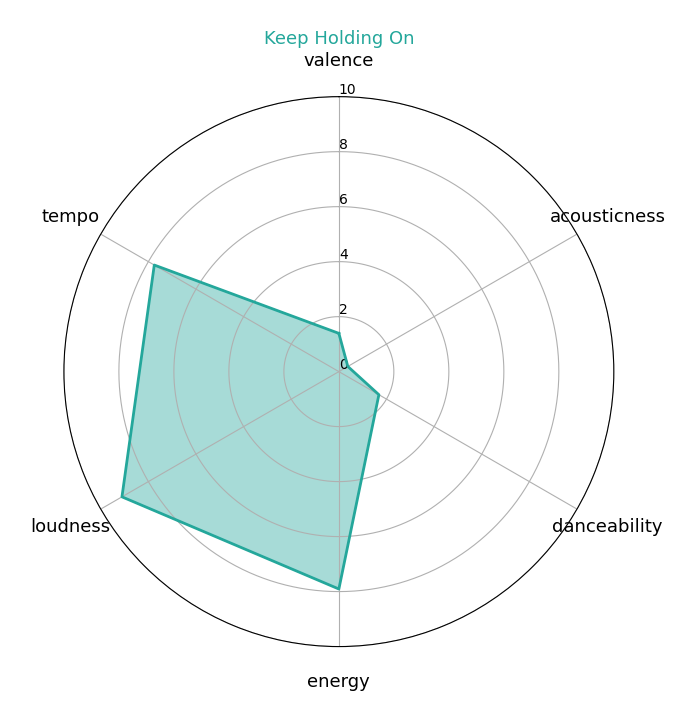 Keep Holding On
valence
10
8
6
4
2
0
tempo
acousticness
loudness
danceability
energy